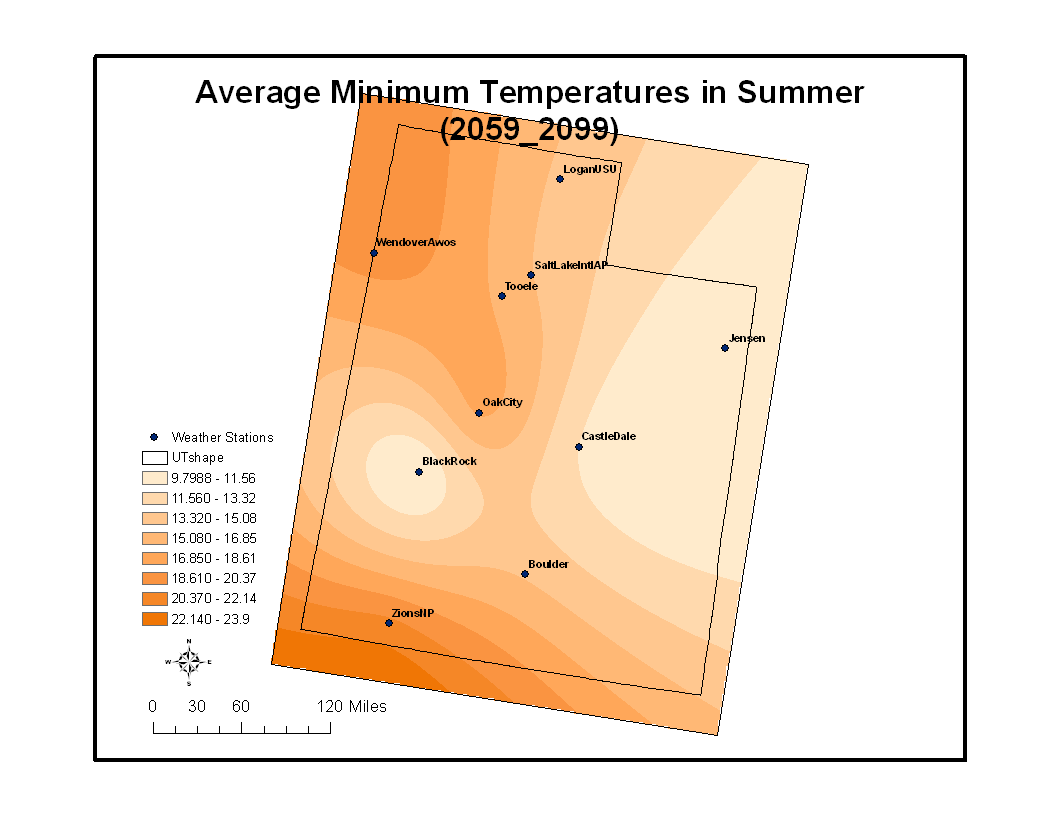 Average Minimum Temperatures in Summer
(2059_2099)
LoganUSU
WendoverAwos
SaltLakeIntlAP
Tooele
Jensen
OakCity
CastleDale
BlackRock
Boulder
ZionsNP
Weather Stations
UTshape
9.7988 - 11.56
11.560 - 13.32
13.320 - 15.08
15.080 - 16.85
16.850 - 18.61
18.610 - 20.37
20.370 - 22.14
22.140 - 23.9
N
W E
S
0 30 60 120 Miles